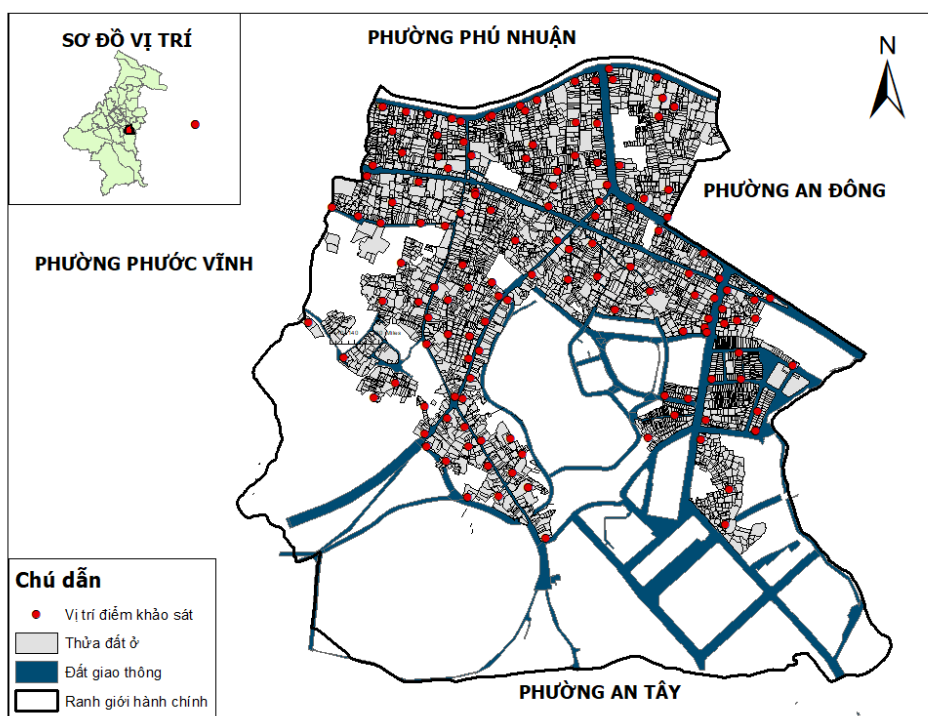 SƠ ĐỒ VỊ TRÍ
PHƯỜNG PHÚ NHUẬN
N
PHƯỜNG AN ĐÔNG
PHƯỜNG PHƯỚC VĨNH
Miles
PHƯỜNG AN TÂY
Chú dẫn
Vị trí điểm khảo sát
Thửa đất ở
Đất giao thông
Ranh giới hành chính